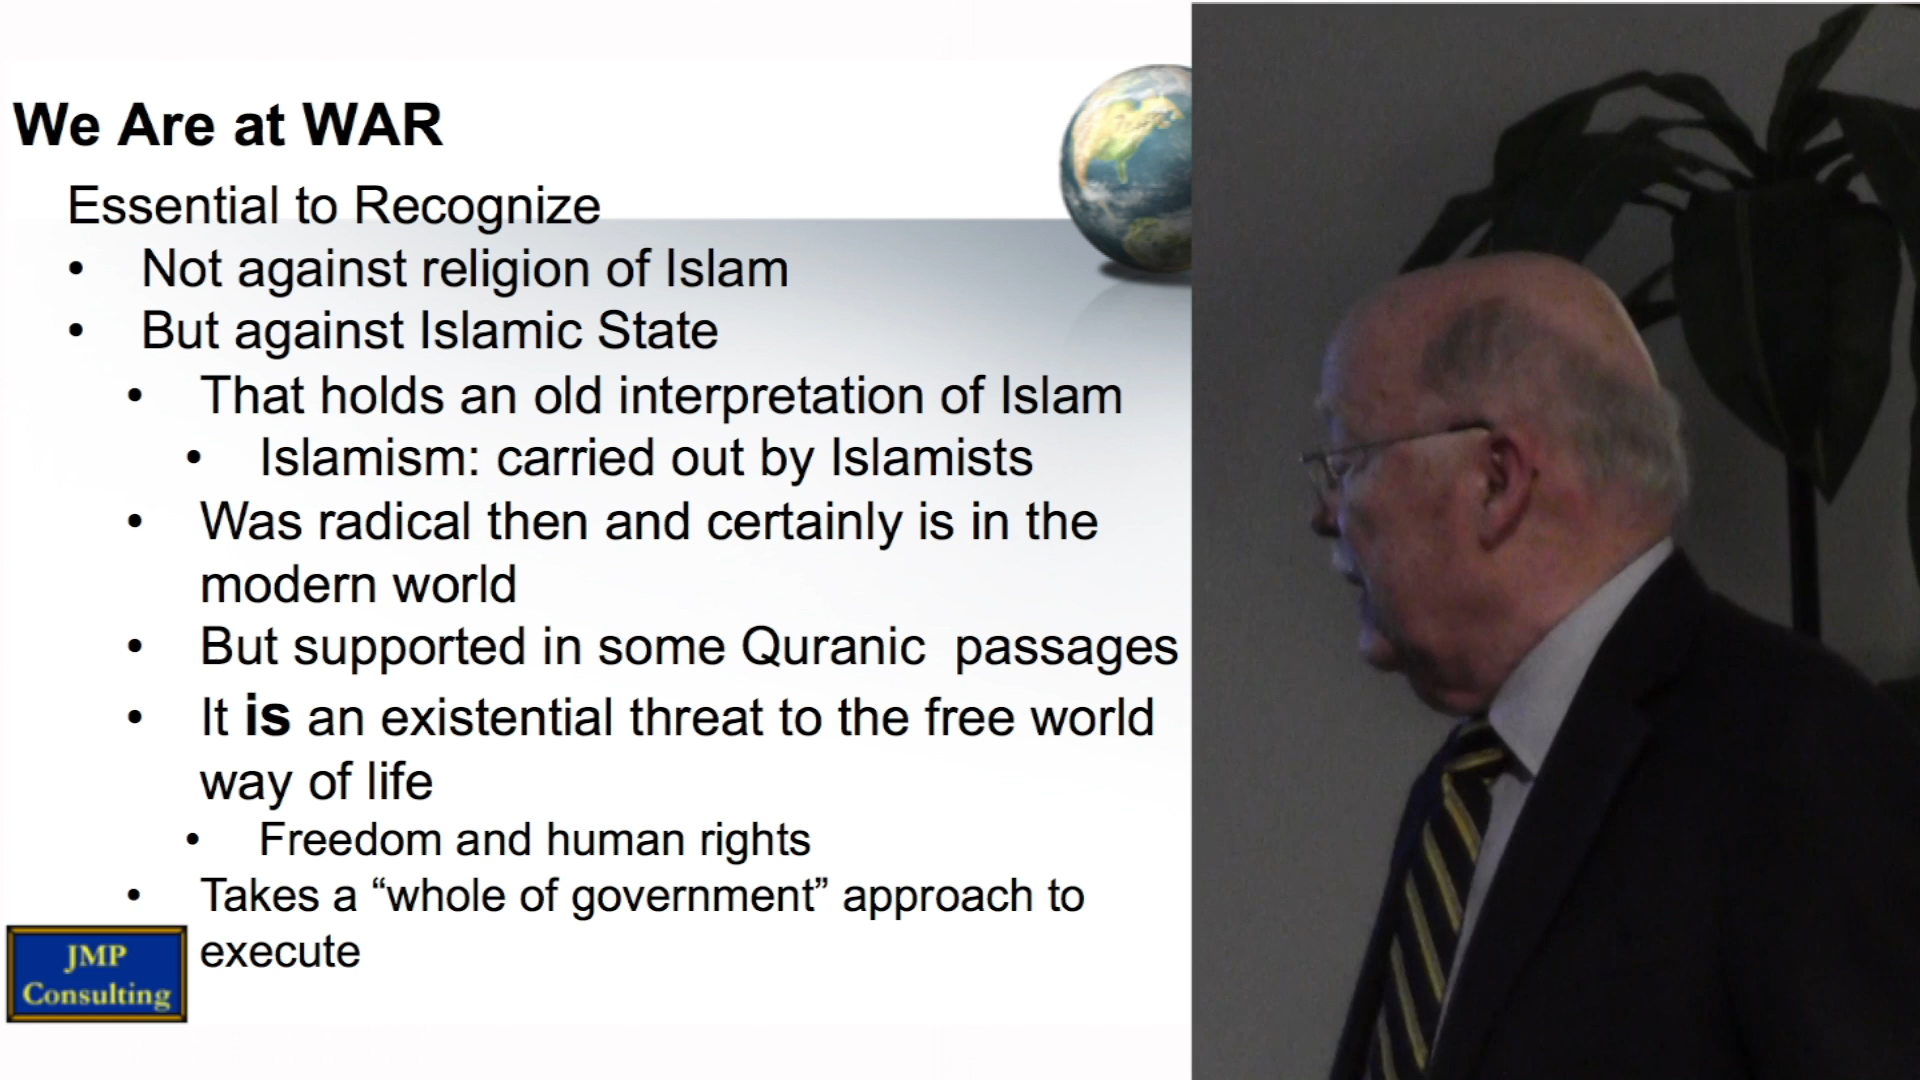 We Are at WAR
Essential to Recognize
• Not against religion of Islam
• But against Islamic State
• That holds an old interpretation of Islam
• Islamism: carried out by Islamists
• Was radical then and certainly is in the
modern world
• But supported in some Quranic passages
• It is an existential threat to the free world
way of life
• Freedom and human rights
• Takes a “whole of government” approach to
execute
JMP
Consulting